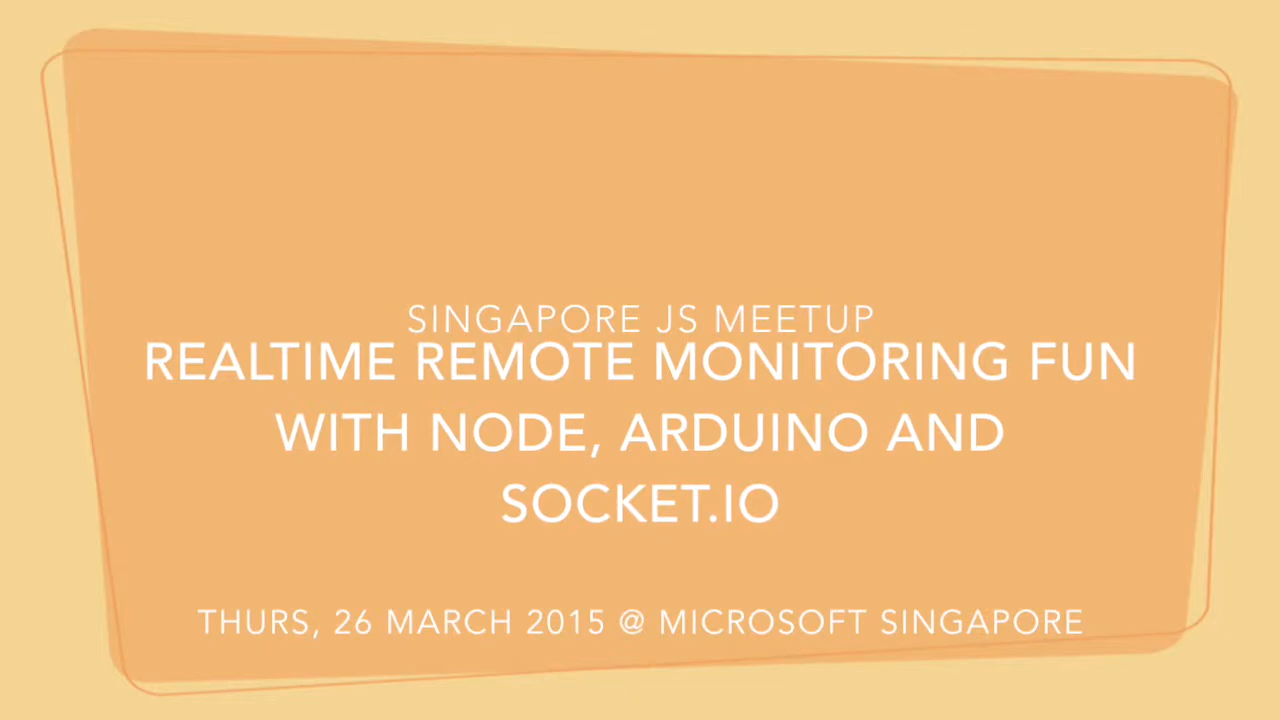 SINGAPORE JS MEETUP
REALTIME REMOTE MONITORING FUN
WITH NODE, ARDUINO AND
SOCKET.IO
THURS, 26 MARCH 2015 @ MICROSOFT SINGAPORE